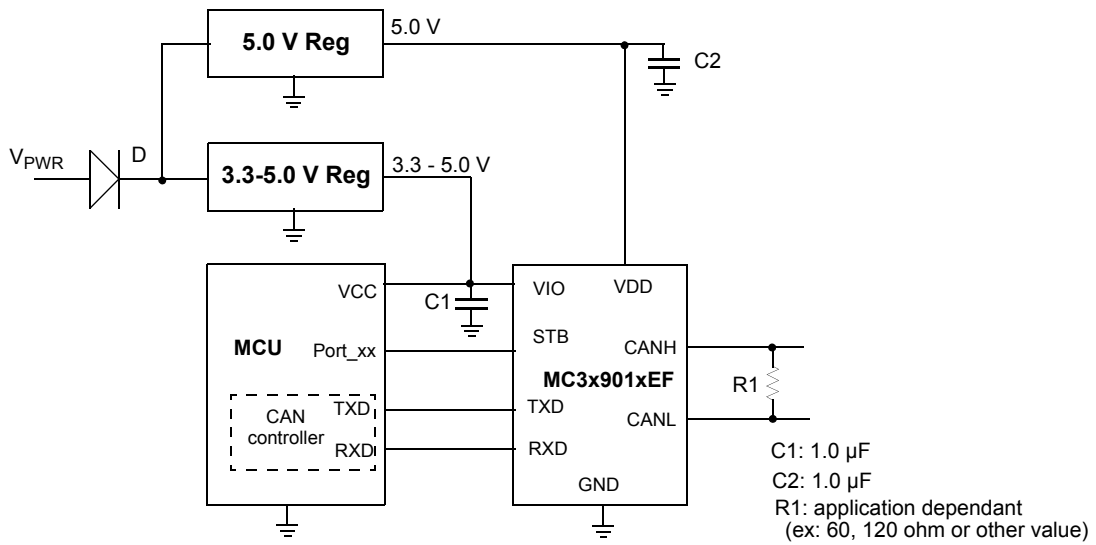 5.0 V Reg
5.0 V
C2
VPWR
D
3.3-5.0 V Reg
3.3 - 5.0 V
VCC
C1
VIO
VDD
MCU
Port_xx
STB
CANH
MC3x901xEF
R1
CAN
controller
TXD
TXD
CANL
RXD
RXD
GND
C1: 1.0 µF
C2: 1.0 µF
R1: application dependant
(ex: 60, 120 ohm or other value)